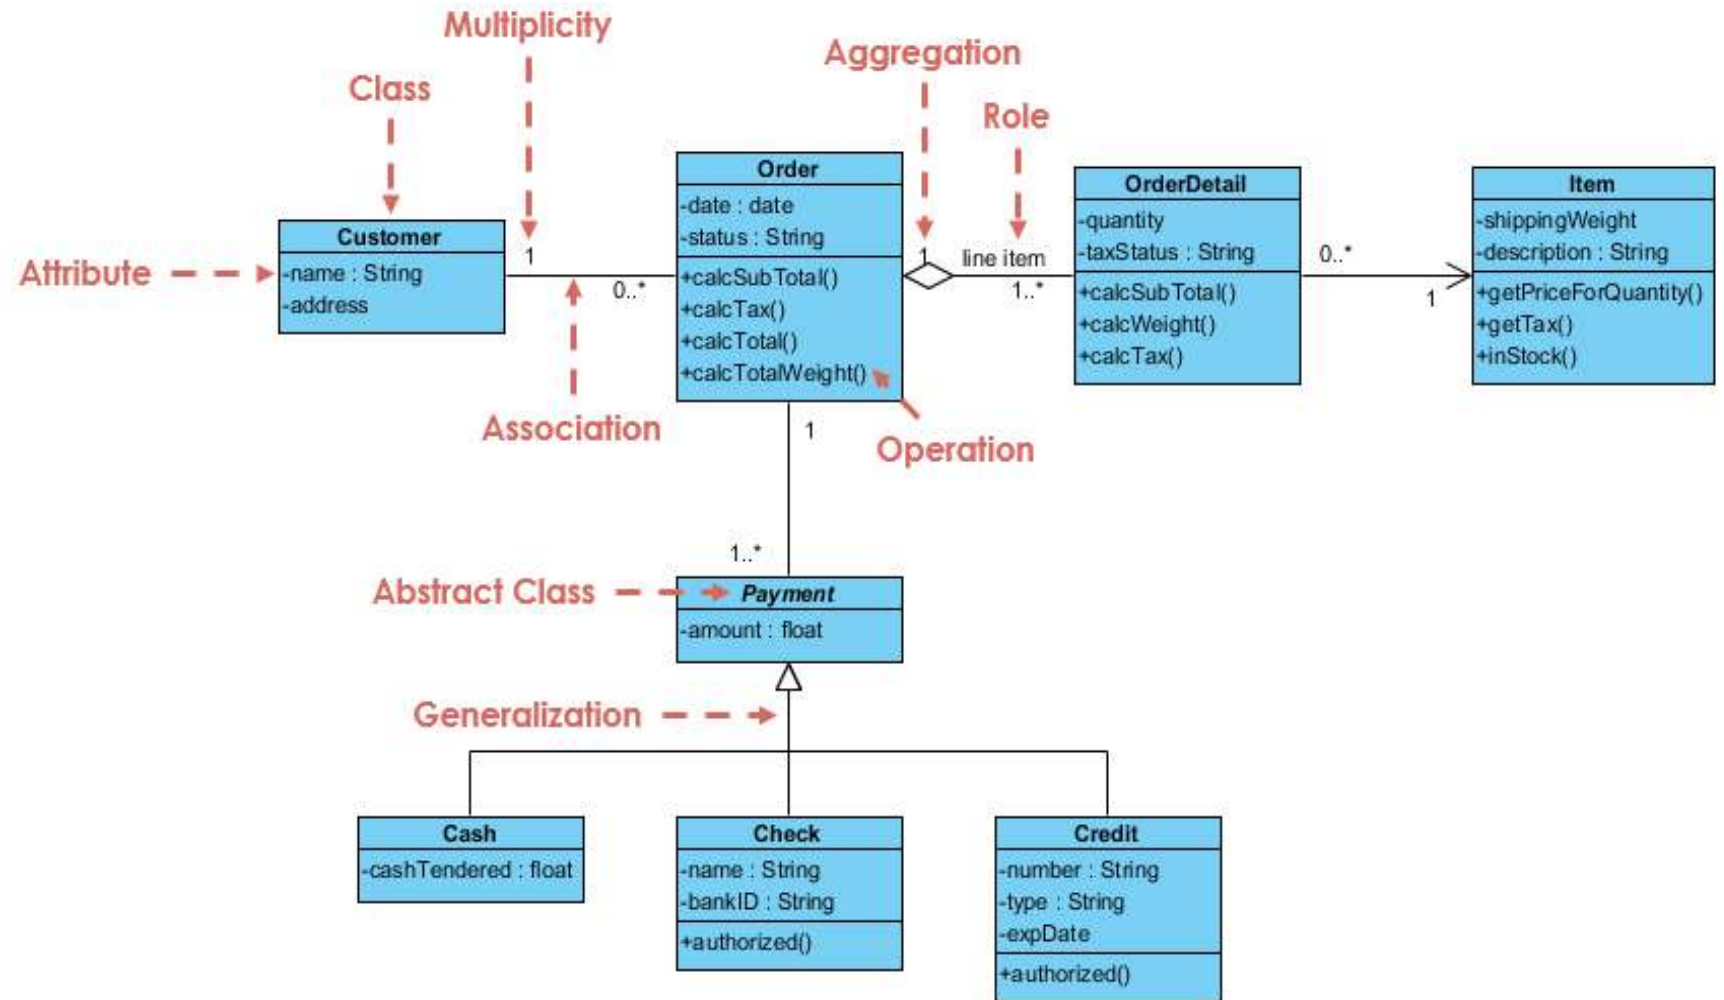 Multiplicity
Aggregation
Class
Role
Order
-date : date
-status : String
+calcSubTotal()
+calcTax()
+calcTotal()
+calcTotalWeight()
OrderDetail
-quantity
-taxStatus : String
+calcSubTotal()
+calcWeight()
+calcTax()
Item
-shippingWeight
-description : String
+getPriceForQuantity()
+getTax()
+inStock()
Customer
-name : String
-address
Attribute
1
0..*
1
line item
1..*
0..*
1
Association
Operation
1
1..*
Abstract Class
Payment
-amount : float
Generalization
Cash
-cashTendered : float
Check
-name : String
-bankID : String
+authorized()
Credit
-number : String
-type : String
-expDate
+authorized()